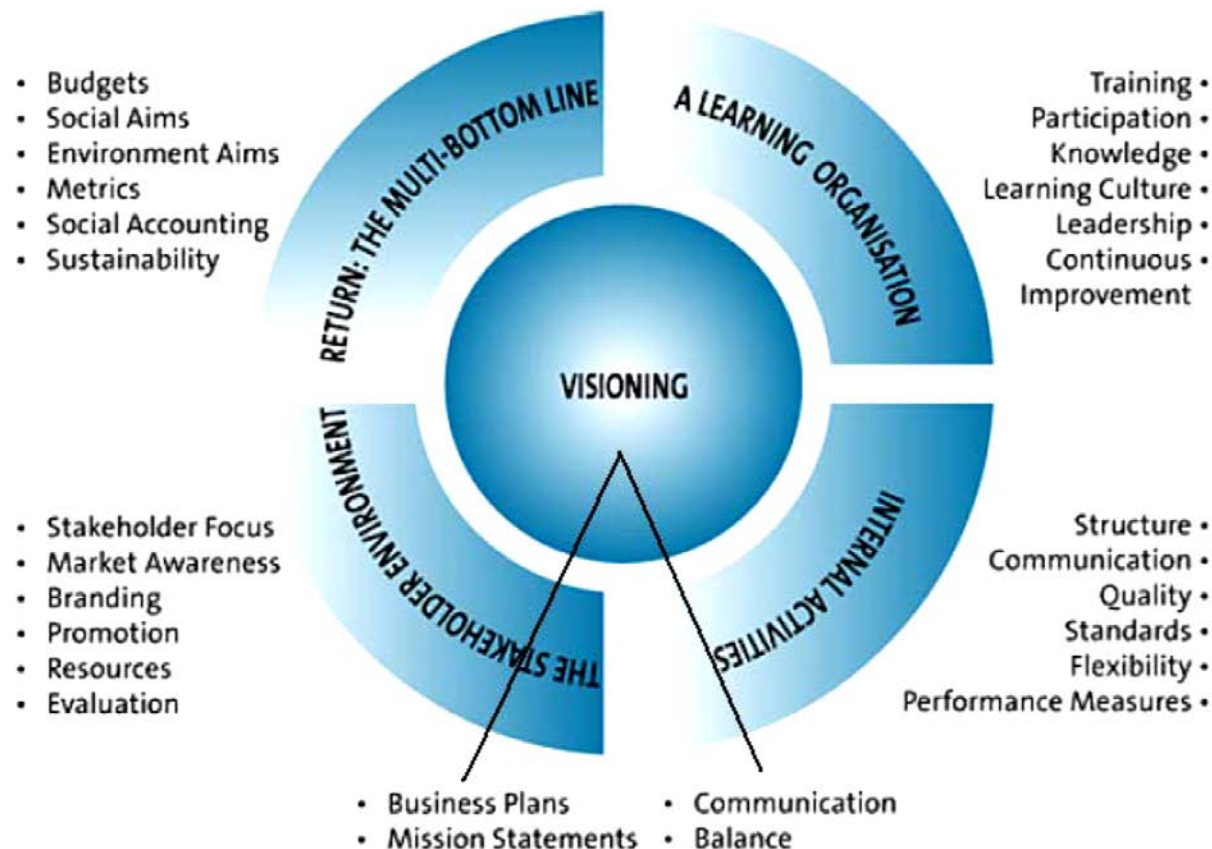 • Budgets
• Social Aims
• Environment Aims
• Metrics
• Social Accounting
• Sustainability
RETURN: THE MULTI-BOTTOM LINE
A LEARNING ORGANISATION
Training •
Participation •
Knowledge •
Learning Culture •
Leadership •
Continuous •
Improvement
VISIONING
• Stakeholder Focus
• Market Awareness
• Branding
• Promotion
• Resources
• Evaluation
THE STAKEHOLDER ENVIRONMENT
INTERNAL ACTIVITIES
Structure •
Communication •
Quality •
Standards •
Flexibility •
Performance Measures •
• Business Plans
• Mission Statements
• Communication
• Balance